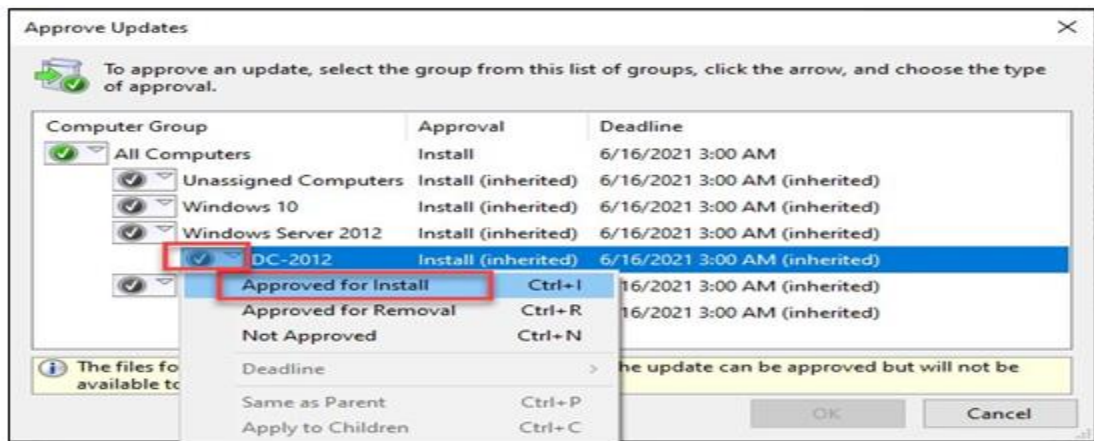 Approve Updates
To approve an update, select the group from this list of groups, click the arrow, and choose the type
of approval.
Computer Group Approval Deadline
All Computers Install 6/16/2021 3:00 AM
Unassigned Computers Install (inherited) 6/16/2021 3:00 AM (inherited)
Windows 10 Install (inherited) 6/16/2021 3:00 AM (inherited)
Windows Server 2012 Install (inherited) 6/16/2021 3:00 AM (inherited)
DC-2012 Install (inherited) 6/16/2021 3:00 AM (inherited)
Approved for Install Ctrl+I 16/2021 3:00 AM (inherited)
Approved for Removal Ctrl+R 16/2021 3:00 AM (inherited)
Not Approved Ctrl+N
The files fo Deadline he update can be approved but will not be
available to
Same as Parent Ctrl+P
OK Cancel
Apply to Children Ctrl+C